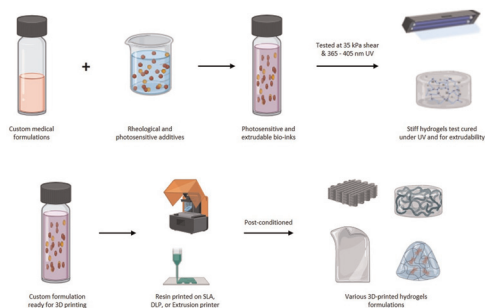 Tested at 35 kPa shear
& 365 - 405 nm UV
+
Custom medical
formulations
Rheological and
photosensitive additives
Photosensitive and
extrudable bio-inks
Stiff hydrogels test cured
under UV and for extrudability
Post-conditioned
Custom formulation
ready for 3D printing
Resin printed on SLA,
DLP, or Extrusion printer
Various 3D-printed hydrogels
formulations